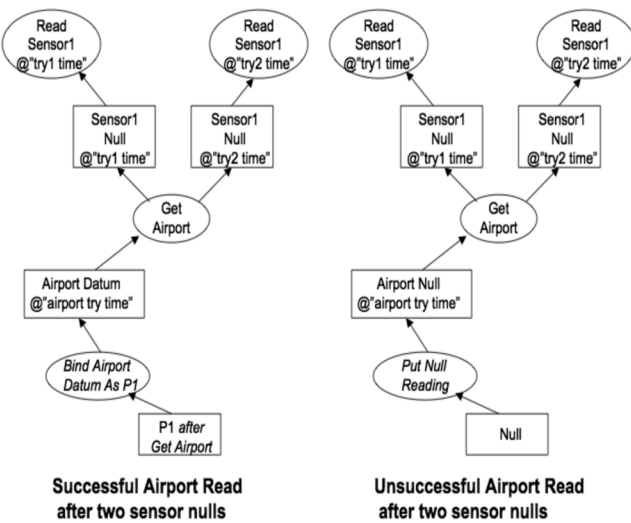 Read
Sensor1
@"try1 time"
Read
Sensor1
@"try2 time"
Sensor1
Null
@"try1 time"
Sensor1
Null
@"try2 time"
Get
Airport
Airport Datum
@"airport try time"
Bind Airport
Datum As P1
P1 after
Get Airport
Successful Airport Read
after two sensor nulls
Read
Sensor1
@"try1 time"
Read
Sensor1
@"try2 time"
Sensor1
Null
@"try1 time"
Sensor1
Null
@"try2 time"
Get
Airport
Airport Null
@"airport try time"
Put Null
Reading
Null
Unsuccessful Airport Read
after two sensor nulls